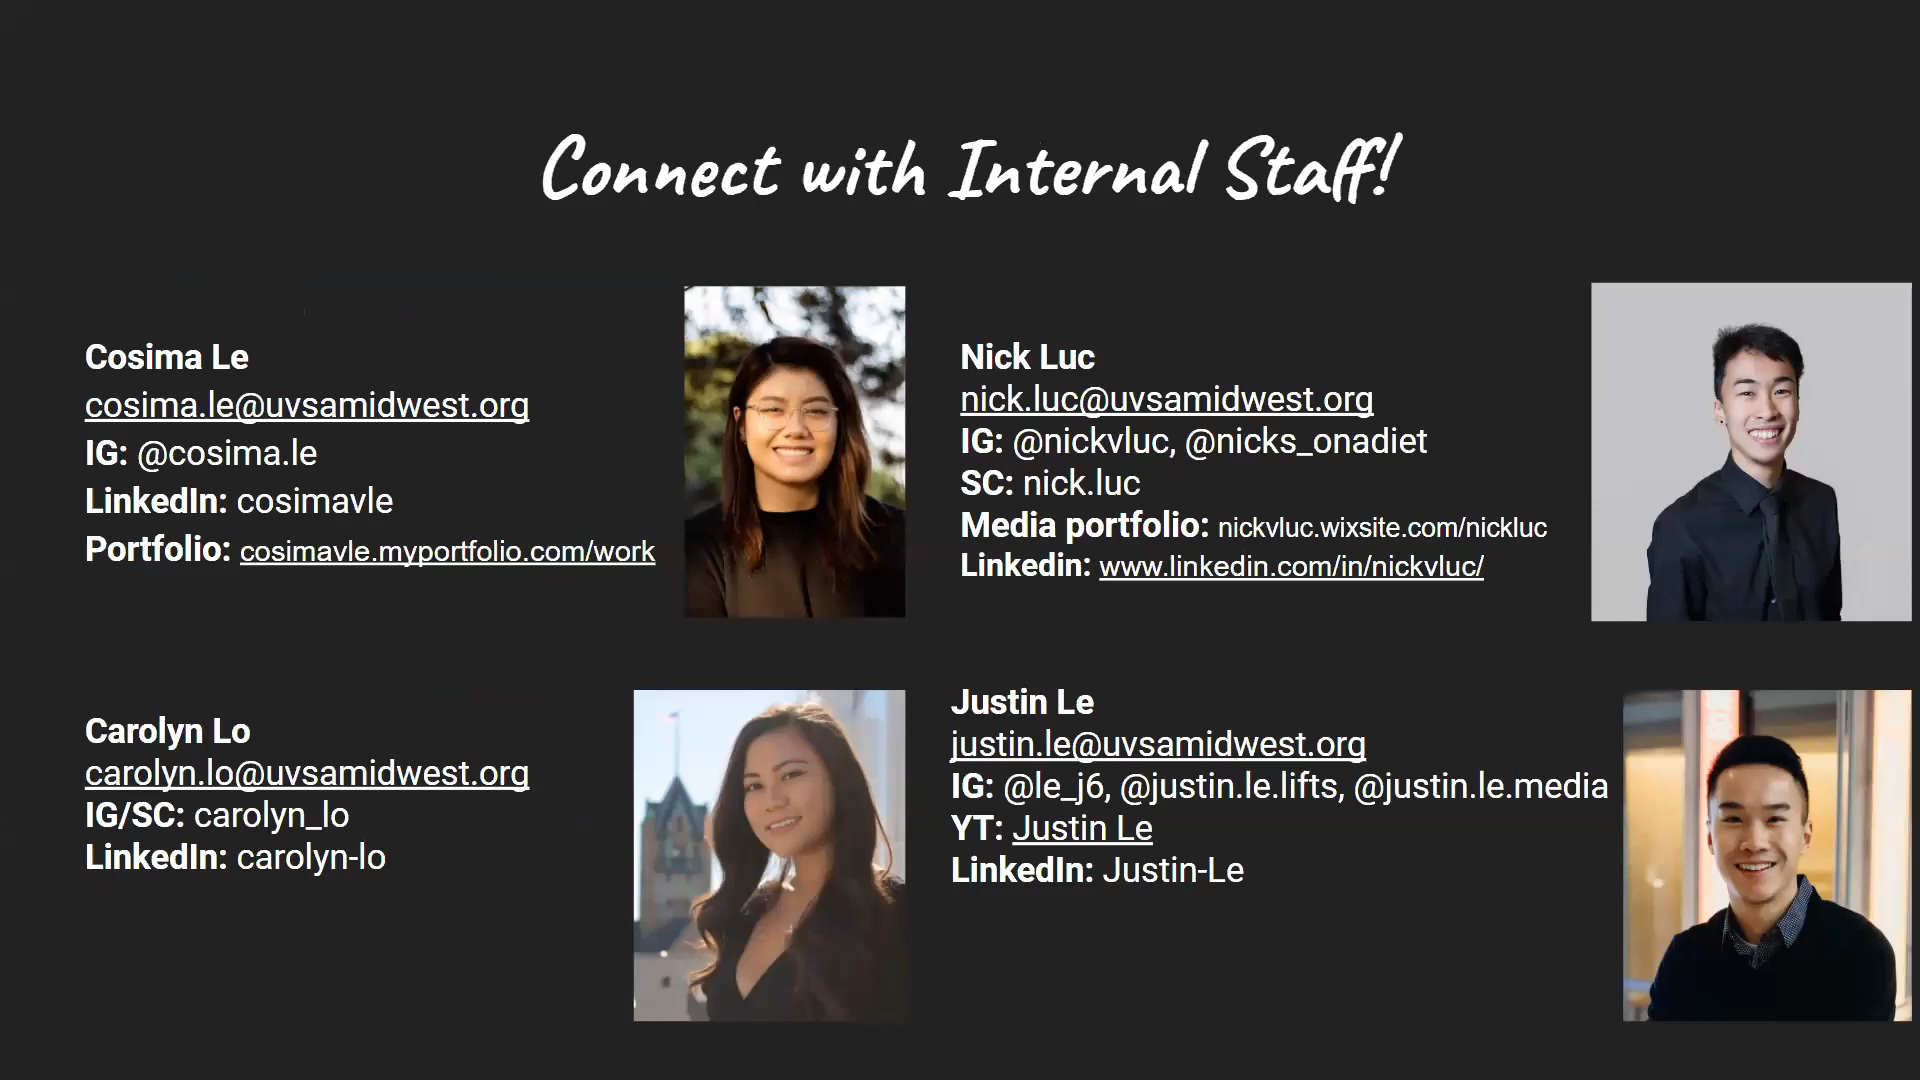 Connect with Internal Staff!
Cosima Le
cosima.le@uvsamidwest.org
IG: @cosima.le
LinkedIn: cosimavle
Portfolio: cosimavle.myportfolio.com/work
Nick Luc
nick.luc@uvsamidwest.org
IG: @nickvluc, @nicks_onadiet
SC: nick.luc
Media portfolio: nickvluc.wixsite.com/nickluc
Linkedin: www.linkedin.com/in/nickvluc/
Carolyn Lo
carolyn.lo@uvsamidwest.org
IG/SC: carolyn_lo
LinkedIn: carolyn-lo
Justin Le
justin.le@uvsamidwest.org
IG: @le_j6, @justin.le.lifts, @justin.le.media
YT: Justin Le
LinkedIn: Justin-Le